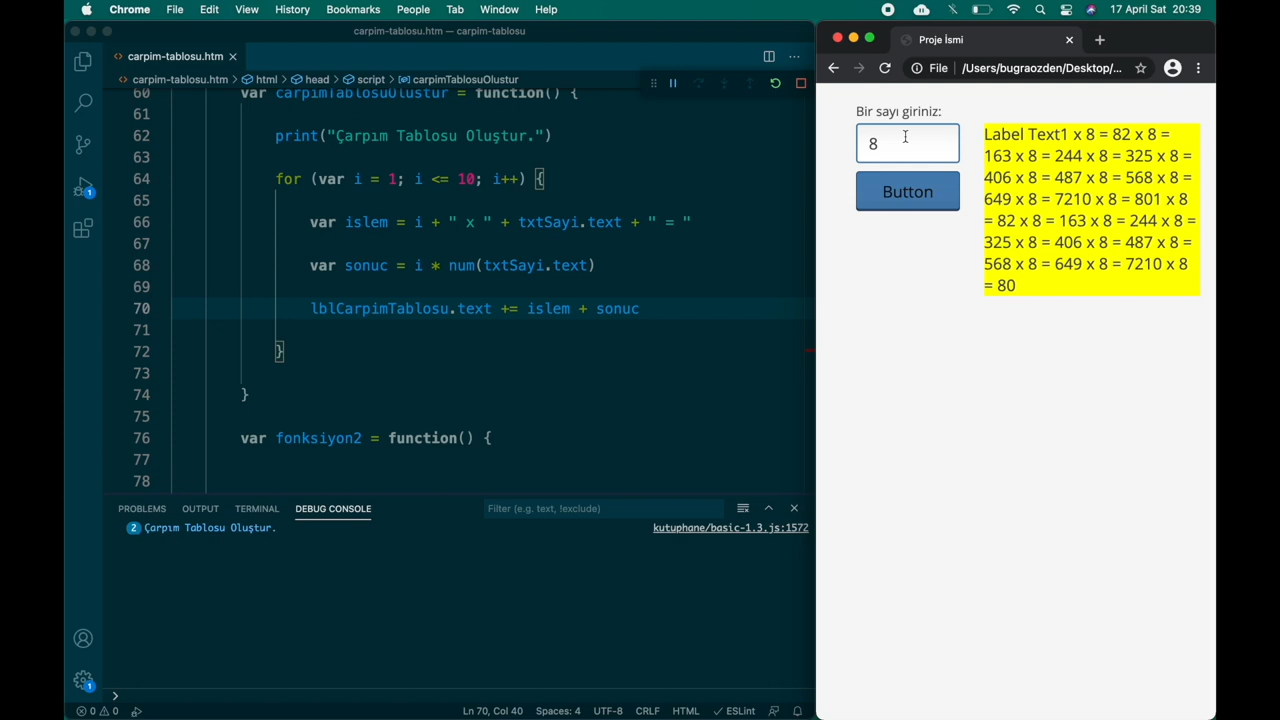 Chrome File Edit View History Bookmarks People Tab Window Help 17 April Sat 20:39
carpim-tablosu.htm — carpim-tablosu
carpim-tablosu.htm
carpim-tablosu.htm > html > head > script > carpimTablosuOlustur
60 var carpimTablosuOlustur = function() {
61
62 print("Çarpım Tablosu Oluştur.")
63
64 for (var i = 1; i <= 10; i++) {
65
66 var islem = i + " x " + txtSayi.text + " = "
67
68 var sonuc = i * num(txtSayi.text)
69
70 lblCarpimTablosu.text += islem + sonuc
71
72 }
73
74 }
75
76 var fonksiyon2 = function() {
77
78
PROBLEMS OUTPUT TERMINAL DEBUG CONSOLE Filter (e.g. text, !exclude)
2 Çarpım Tablosu Oluştur. kutuphane/basic-1.3.js:1572
1
1
>
0 0 Ln 70, Col 40 Spaces: 4 UTF-8 CRLF HTML ESLint
Proje İsmi
File /Users/bugraozden/Desktop/...
Bir sayı giriniz:
8
Button
Label Text1 x 8 = 82 x 8 =
163 x 8 = 244 x 8 = 325 x 8 =
406 x 8 = 487 x 8 = 568 x 8 =
649 x 8 = 7210 x 8 = 801 x 8
= 82 x 8 = 163 x 8 = 244 x 8 =
325 x 8 = 406 x 8 = 487 x 8 =
568 x 8 = 649 x 8 = 7210 x 8
= 80